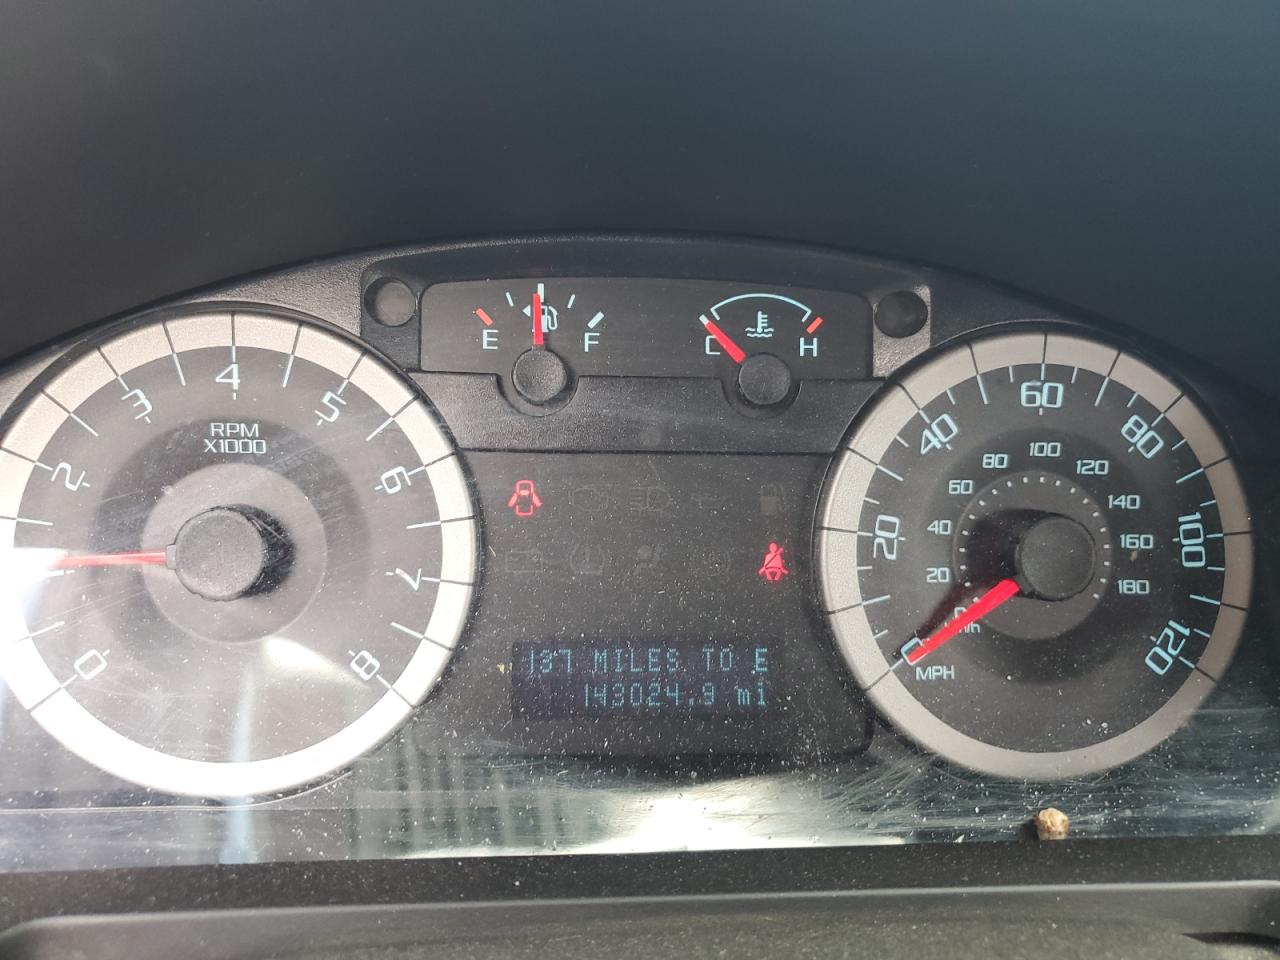 E F
C H
0 2 3 4 5 6 7 8
RPM
X1000
0 20 40 60 80 100 120
MPH
20 40 60 80 100 120 140 160 180
137 MILES TO E
143024.9 mi